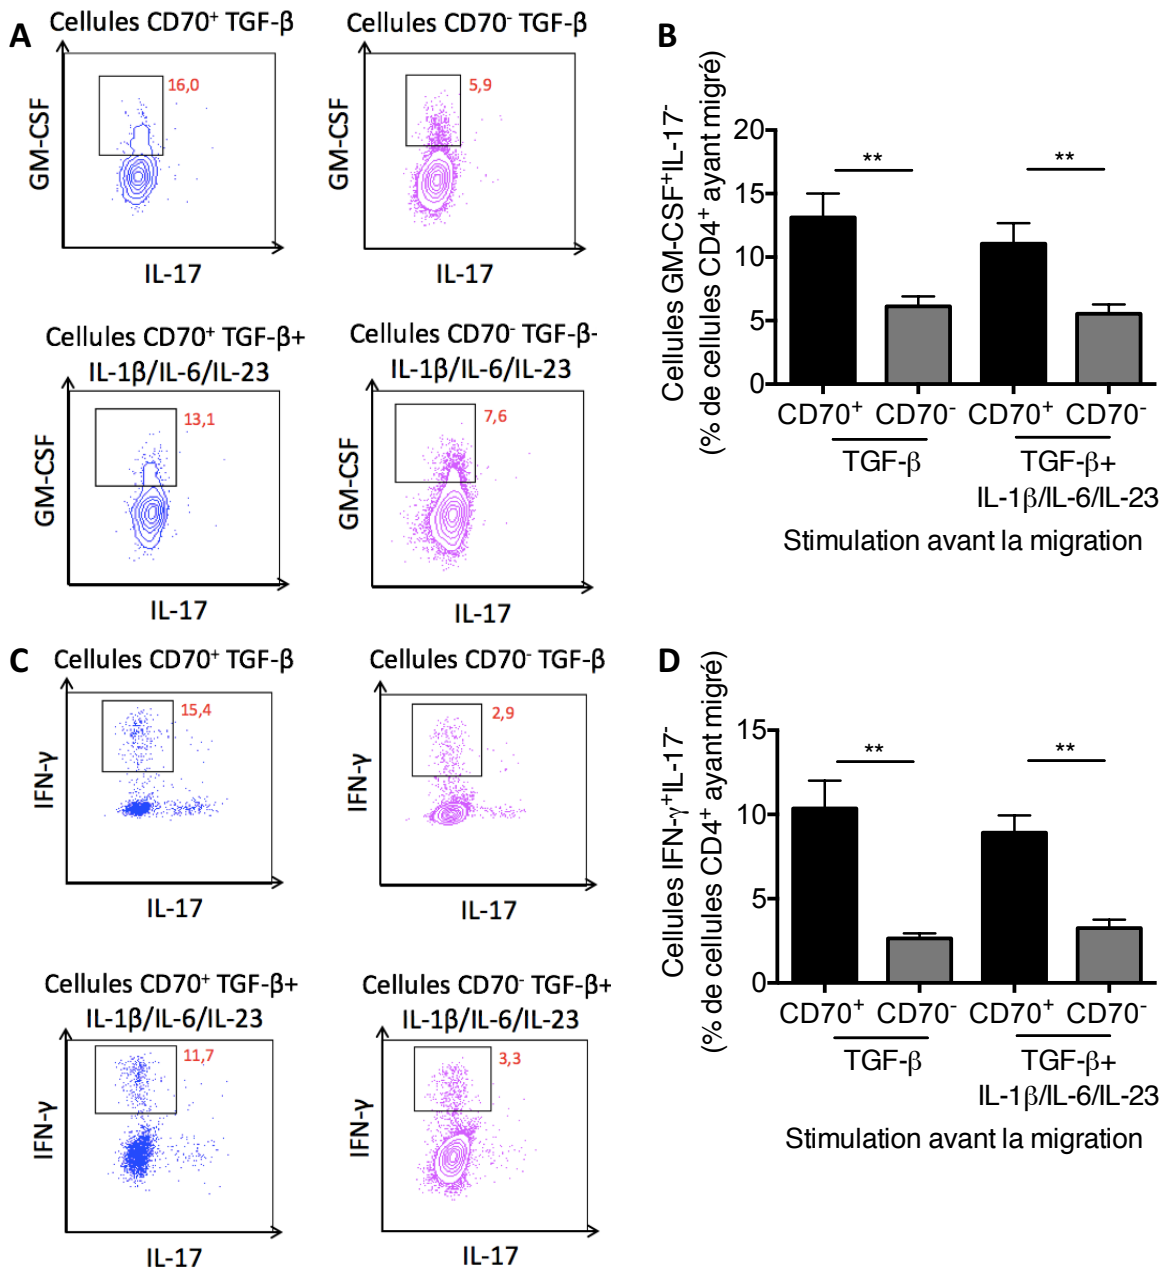 A
Cellules CD70⁺ TGF-β
Cellules CD70⁻ TGF-β
16,0
5,9
GM-CSF
GM-CSF
IL-17
IL-17
Cellules CD70⁺ TGF-β+
IL-1β/IL-6/IL-23
Cellules CD70⁻ TGF-β-
IL-1β/IL-6/IL-23
13,1
7,6
GM-CSF
GM-CSF
IL-17
IL-17
B
Cellules GM-CSF⁺IL-17⁻
(% de cellules CD4⁺ ayant migré)
20
15
10
5
0
**
**
CD70⁺ CD70⁻ CD70⁺ CD70⁻
TGF-β
TGF-β+
IL-1β/IL-6/IL-23
Stimulation avant la migration
C
Cellules CD70⁺ TGF-β
Cellules CD70⁻ TGF-β
15,4
2,9
IFN-γ
IFN-γ
IL-17
IL-17
Cellules CD70⁺ TGF-β+
IL-1β/IL-6/IL-23
Cellules CD70⁻ TGF-β+
IL-1β/IL-6/IL-23
11,7
3,3
IFN-γ
IFN-γ
IL-17
IL-17
D
Cellules IFN-γ⁺IL-17⁻
(% de cellules CD4⁺ ayant migré)
15
10
5
0
**
**
CD70⁺ CD70⁻ CD70⁺ CD70⁻
TGF-β
TGF-β+
IL-1β/IL-6/IL-23
Stimulation avant la migration